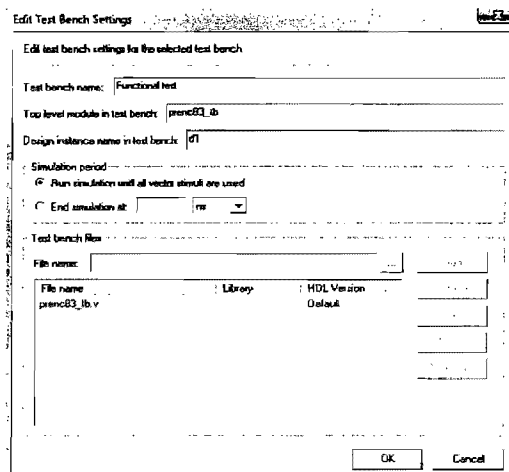 Edit Test Bench Settings
Edit test bench settings for the selected test bench
Test bench name: Functional test
Top level module in test bench: prenc83_tb
Design instance name in test bench: d1
Simulation period
Run simulation until all vector stimuli are used
End simulation at: ns
Test bench files
File name: ...
File name Library HDL Version
prenc83_tb.v Default
OK Cancel